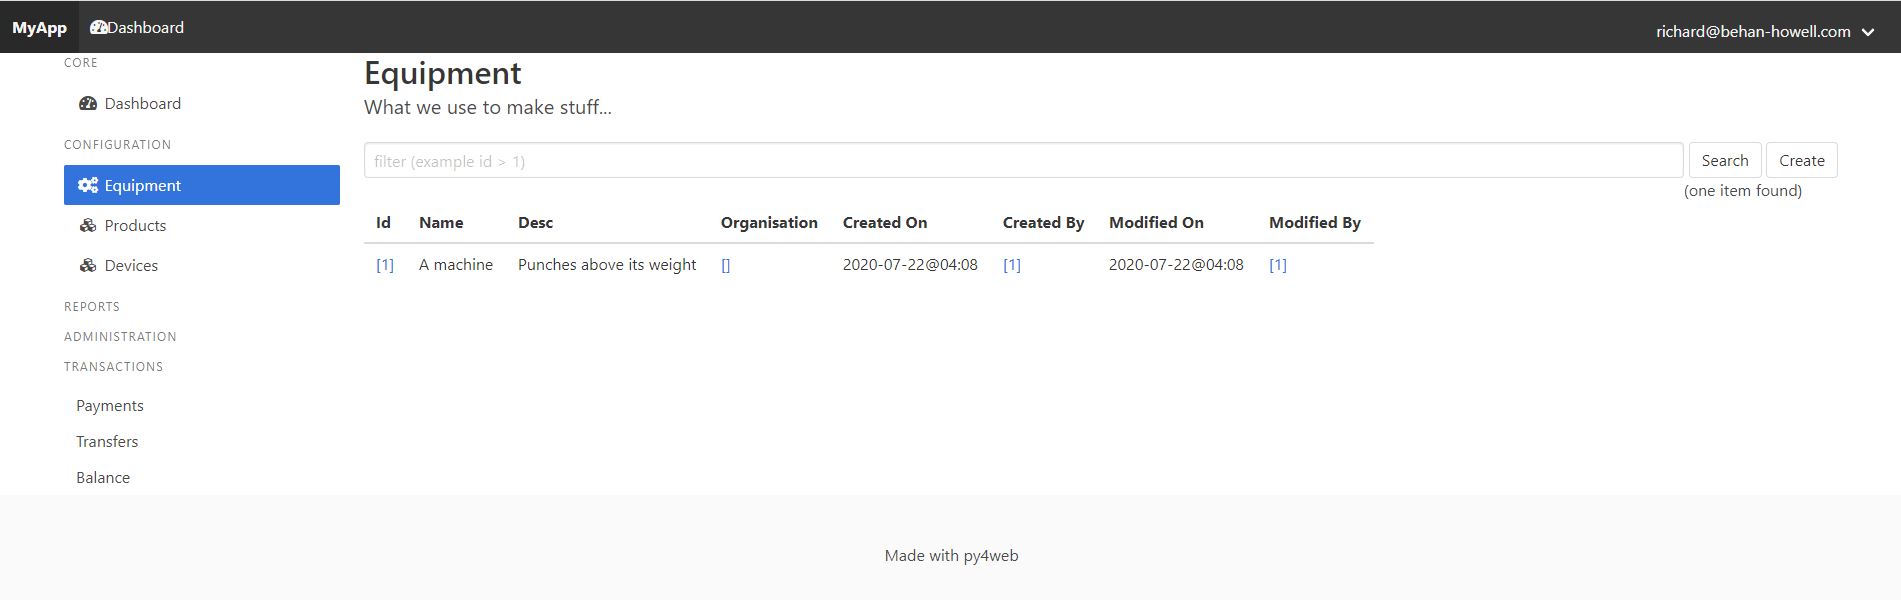 MyApp Dashboard richard@behan-howell.com
CORE
Dashboard
CONFIGURATION
Equipment
Products
Devices
REPORTS
ADMINISTRATION
TRANSACTIONS
Payments
Transfers
Balance
Equipment
What we use to make stuff...
filter (example id > 1) Search Create
(one item found)
Id Name Desc Organisation Created On Created By Modified On Modified By
[1] A machine Punches above its weight [] 2020-07-22@04:08 [1] 2020-07-22@04:08 [1]
Made with py4web